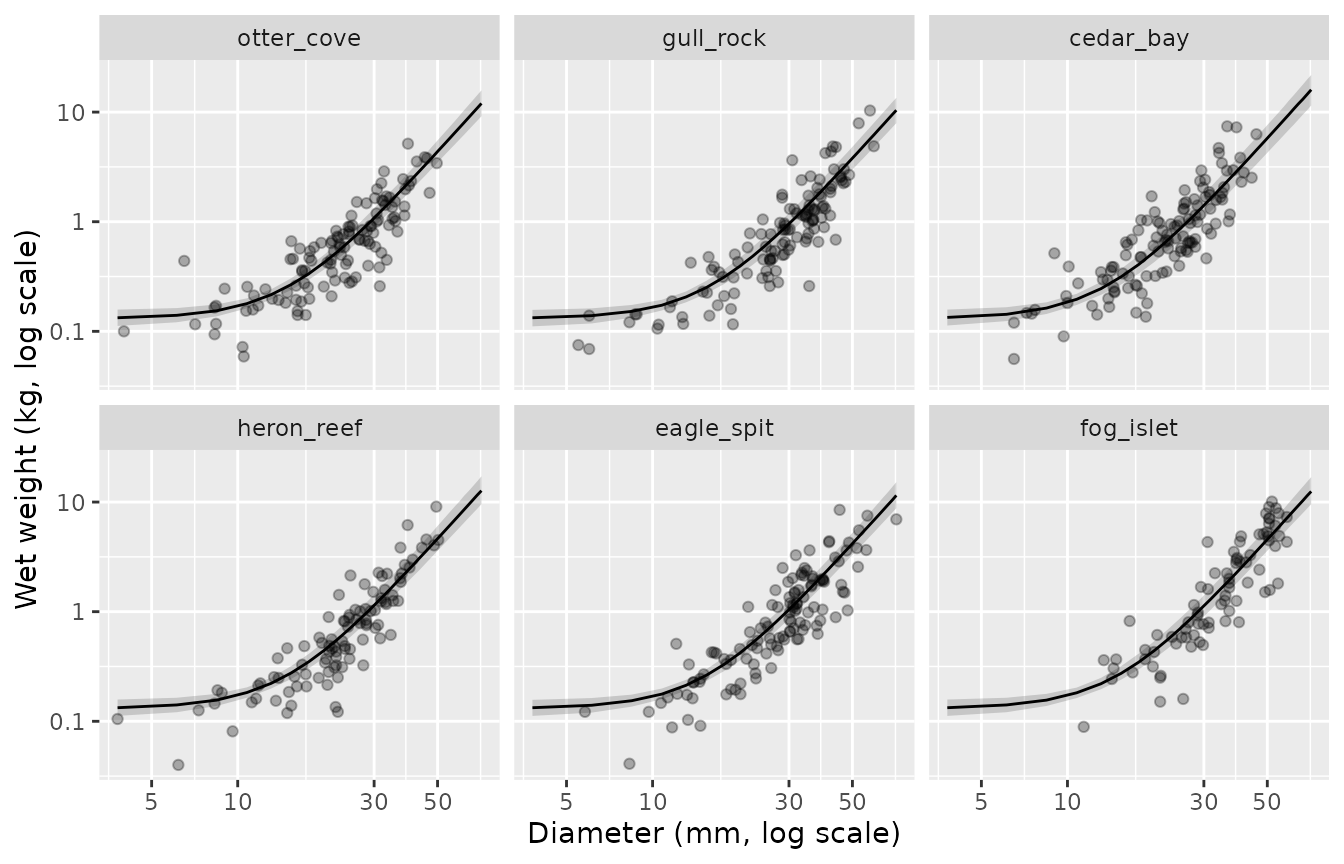 otter_cove gull_rock cedar_bay
10
1
0.1
heron_reef eagle_spit fog_islet
10
1
0.1
5 10 30 50 5 10 30 50 5 10 30 50
Diameter (mm, log scale)
Wet weight (kg, log scale)